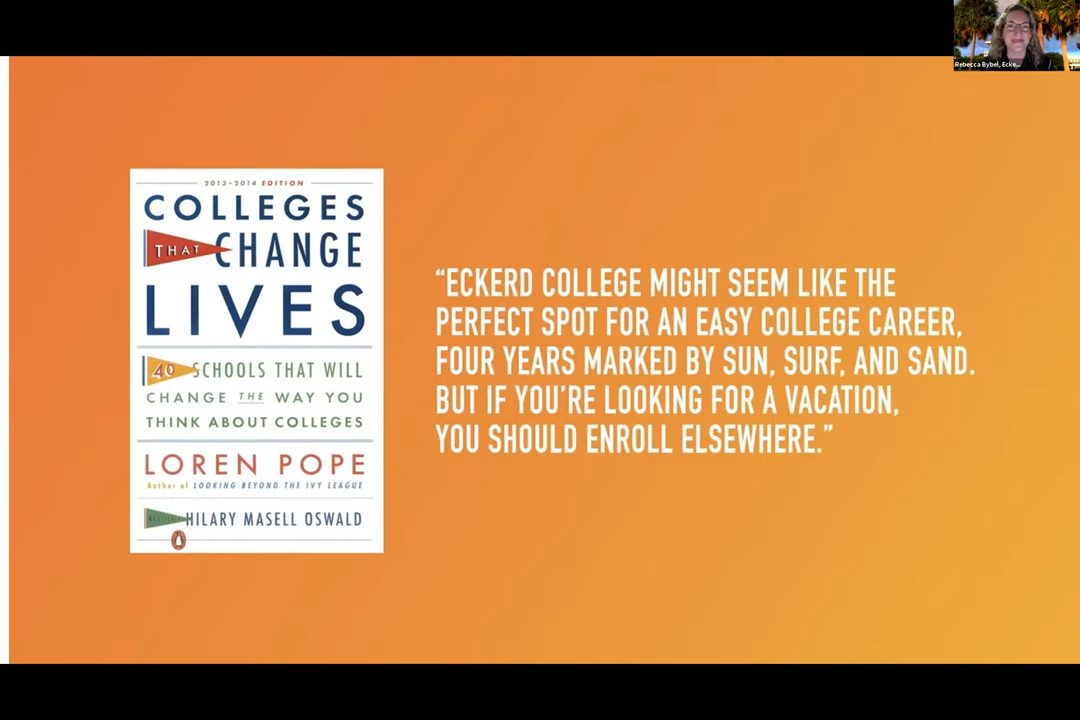 Rebecca Bybel, Ecke...
2013-2014 EDITION
COLLEGES
THAT CHANGE
LIVES
40 SCHOOLS THAT WILL
CHANGE THE WAY YOU
THINK ABOUT COLLEGES
LOREN POPE
Author of LOOKING BEYOND THE IVY LEAGUE
HILARY MASELL OSWALD
“ECKERD COLLEGE MIGHT SEEM LIKE THE
PERFECT SPOT FOR AN EASY COLLEGE CAREER,
FOUR YEARS MARKED BY SUN, SURF, AND SAND.
BUT IF YOU’RE LOOKING FOR A VACATION,
YOU SHOULD ENROLL ELSEWHERE.”